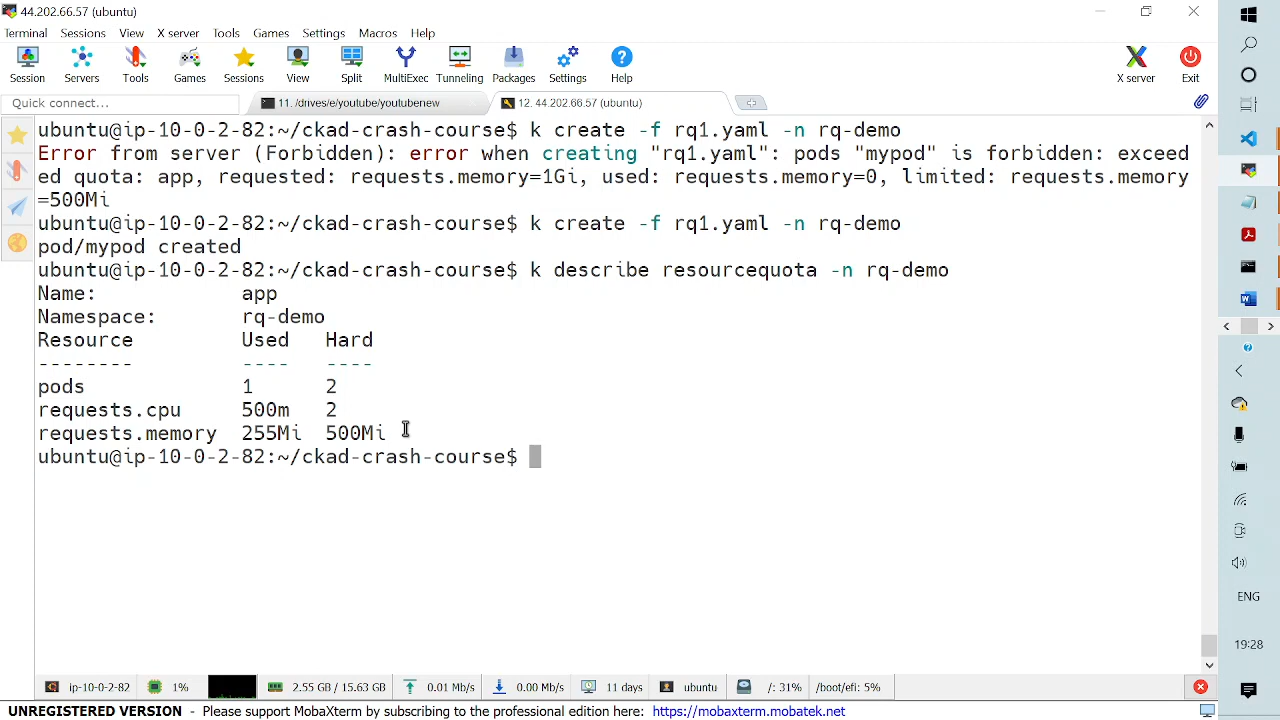 44.202.66.57 (ubuntu)
Terminal Sessions View X server Tools Games Settings Macros Help
Session Servers Tools Games Sessions View Split MultiExec Tunneling Packages Settings Help X server Exit
Quick connect...
11. /drives/e/youtube/youtubenew
12. 44.202.66.57 (ubuntu)
ubuntu@ip-10-0-2-82:~/ckad-crash-course$ k create -f rq1.yaml -n rq-demo
Error from server (Forbidden): error when creating "rq1.yaml": pods "mypod" is forbidden: exceed
ed quota: app, requested: requests.memory=1Gi, used: requests.memory=0, limited: requests.memory
=500Mi
ubuntu@ip-10-0-2-82:~/ckad-crash-course$ k create -f rq1.yaml -n rq-demo
pod/mypod created
ubuntu@ip-10-0-2-82:~/ckad-crash-course$ k describe resourcequota -n rq-demo
Name: app
Namespace: rq-demo
Resource Used Hard
-------- ---- ----
pods 1 2
requests.cpu 500m 2
requests.memory 255Mi 500Mi
ubuntu@ip-10-0-2-82:~/ckad-crash-course$
ENG
19:28
ip-10-0-2-82 1% 2.55 GB / 15.63 GB 0.01 Mb/s 0.00 Mb/s 11 days ubuntu /: 31% /boot/efi: 5%
UNREGISTERED VERSION - Please support MobaXterm by subscribing to the professional edition here: https://mobaxterm.mobatek.net